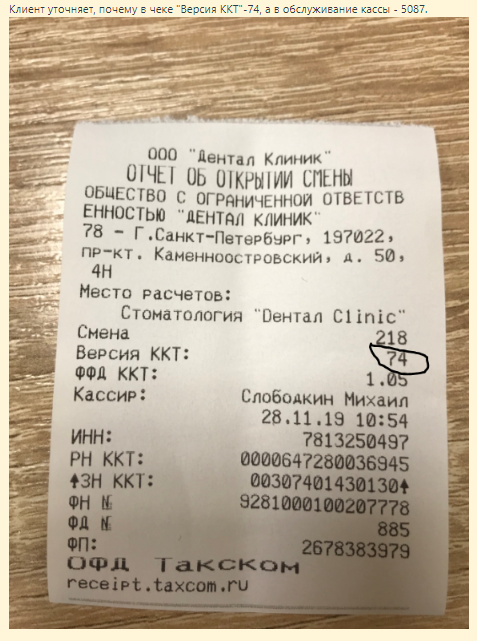 Клиент уточняет, почему в чеке "Версия ККТ"-74, а в обслуживание кассы - 5087.
ООО "Дентал Клиник"
ОТЧЕТ ОБ ОТКРЫТИИ СМЕНЫ
ОБЩЕСТВО С ОГРАНИЧЕННОЙ ОТВЕТСТВ
ЕННОСТЬЮ "ДЕНТАЛ КЛИНИК"
78 - Г.Санкт-Петербург, 197022,
пр-кт. Каменноостровский, д. 50,
4Н
Место расчетов:
Стоматология "Дентал Clinic"
Смена 218
Версия ККТ: 74
ФФД ККТ: 1.05
Кассир: Слободкин Михаил
28.11.19 10:54
ИНН: 7813250497
РН ККТ: 0000647280036945
↑ЗН ККТ: 00307401430130↑
ФН № 9281000100207778
ФД № 885
ФП: 2678383979
ОФД Такском
receipt.taxcom.ru